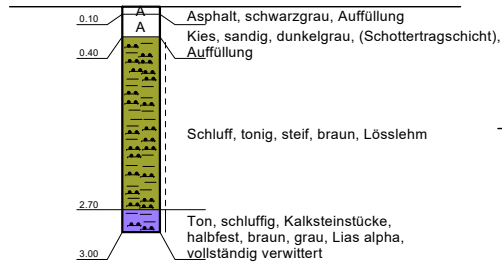 A
0.10
Asphalt, schwarzgrau, Auffüllung
A
Kies, sandig, dunkelgrau, (Schottertragschicht),
0.40
Auffüllung
Schluff, tonig, steif, braun, Lösslehm
2.70
Ton, schluffig, Kalksteinstücke,
halbfest, braun, grau, Lias alpha,
3.00
vollständig verwittert